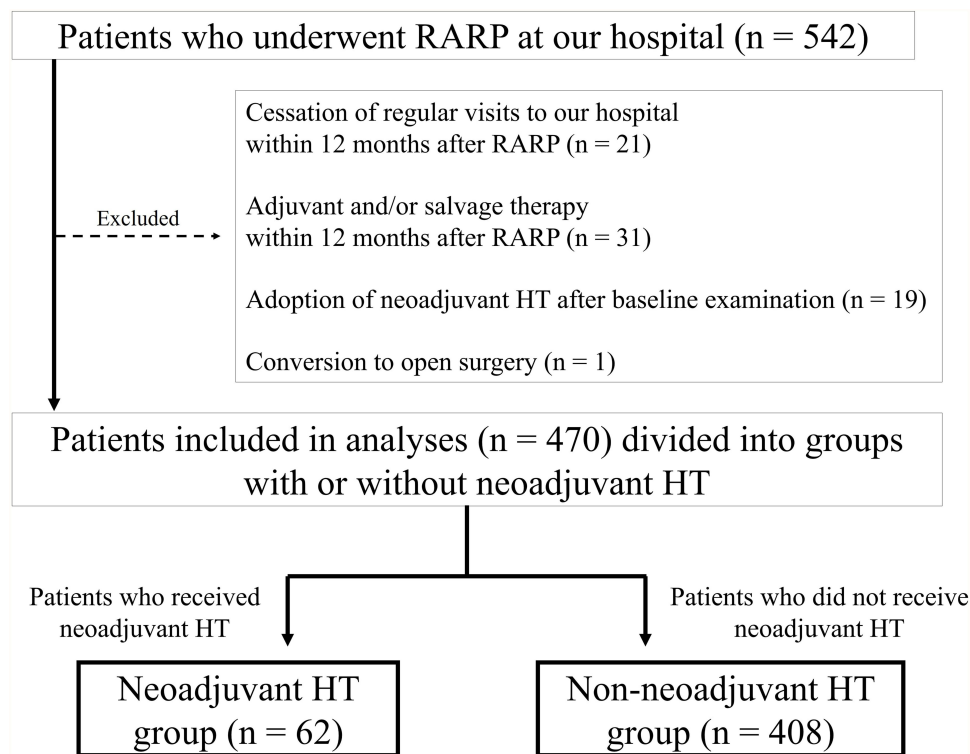 Patients who underwent RARP at our hospital (n = 542)
Cessation of regular visits to our hospital
within 12 months after RARP (n = 21)
Adjuvant and/or salvage therapy
within 12 months after RARP (n = 31)
Excluded
Adoption of neoadjuvant HT after baseline examination (n = 19)
Conversion to open surgery (n = 1)
Patients included in analyses (n = 470) divided into groups
with or without neoadjuvant HT
Patients who received
neoadjuvant HT
Patients who did not receive
neoadjuvant HT
Neoadjuvant HT
group (n = 62)
Non-neoadjuvant HT
group (n = 408)